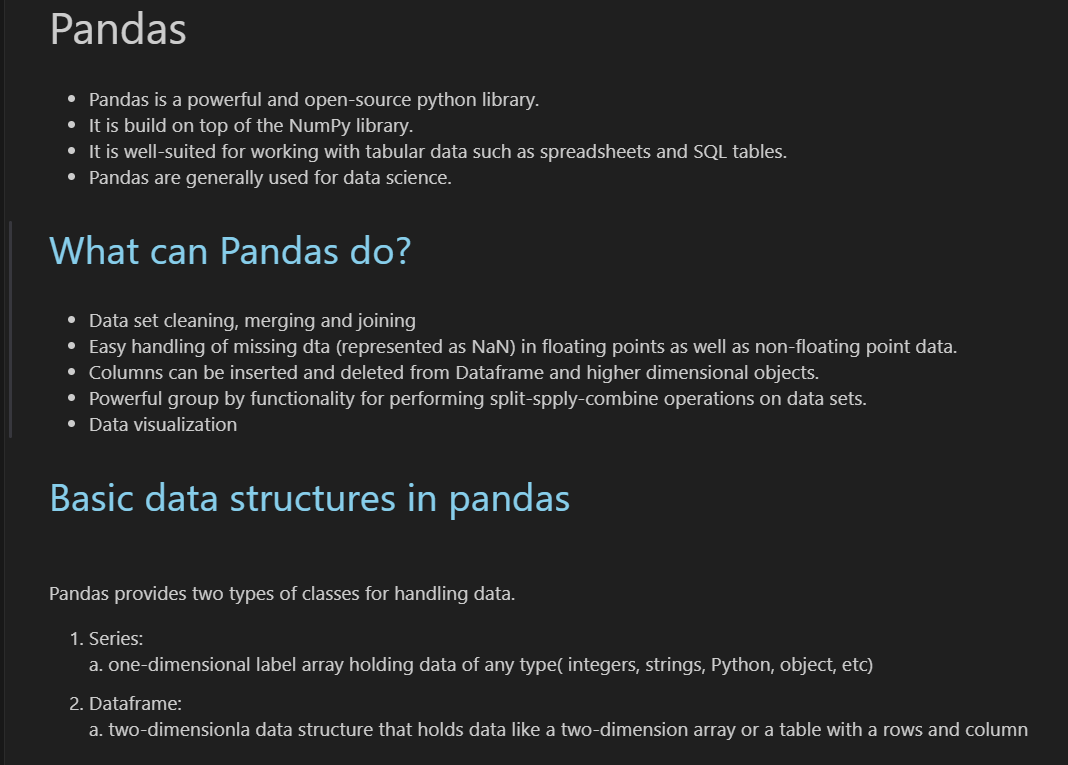 Pandas
Pandas is a powerful and open-source python library.
It is build on top of the NumPy library.
It is well-suited for working with tabular data such as spreadsheets and SQL tables.
Pandas are generally used for data science.
What can Pandas do?
Data set cleaning, merging and joining
Easy handling of missing dta (represented as NaN) in floating points as well as non-floating point data.
Columns can be inserted and deleted from Dataframe and higher dimensional objects.
Powerful group by functionality for performing split-spply-combine operations on data sets.
Data visualization
Basic data structures in pandas
Pandas provides two types of classes for handling data.
1. Series:
a. one-dimensional label array holding data of any type( integers, strings, Python, object, etc)
2. Dataframe:
a. two-dimensionla data structure that holds data like a two-dimension array or a table with a rows and column